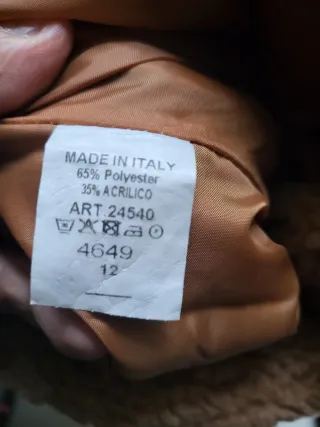 MADE IN ITALY
65% Polyester
35% ACRILICO
ART.24540
4649
12